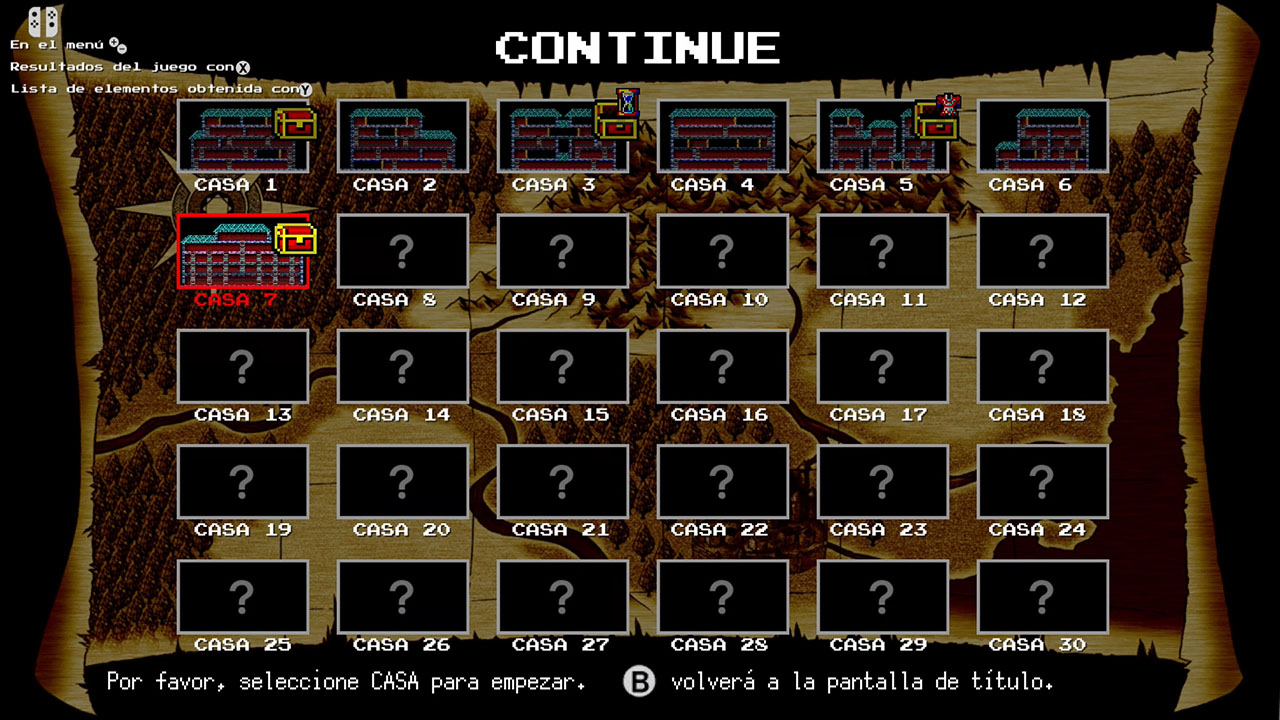 CONTINUE
En el menú
Resultados del juego con X
Lista de elementos obtenida con Y
CASA 1 CASA 2 CASA 3 CASA 4 CASA 5 CASA 6
? ? ? ? ?
CASA 7 CASA 8 CASA 9 CASA 10 CASA 11 CASA 12
? ? ? ? ? ?
CASA 13 CASA 14 CASA 15 CASA 16 CASA 17 CASA 18
? ? ? ? ? ?
CASA 19 CASA 20 CASA 21 CASA 22 CASA 23 CASA 24
? ? ? ? ? ?
CASA 25 CASA 26 CASA 27 CASA 28 CASA 29 CASA 30
Por favor, seleccione CASA para empezar. B volverá a la pantalla de título.